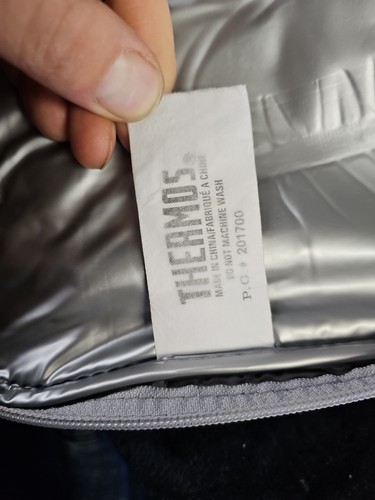 THERMOS®
MADE IN CHINA/FABRIQUÉ A CHINE
DO NOT MACHINE WASH
P.O # 201700